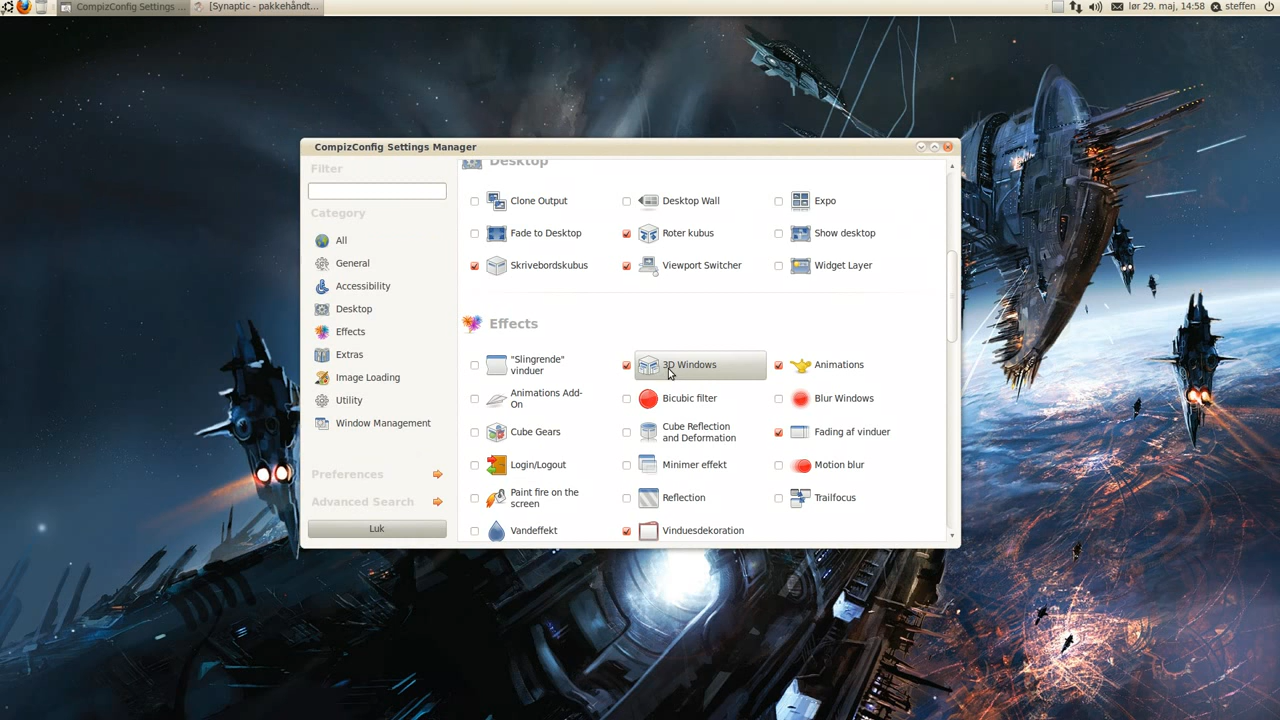 CompizConfig Settings ...
[Synaptic - pakkehåndt...
lør 29. maj, 14:58
steffen
CompizConfig Settings Manager
Filter
Category
All
General
Accessibility
Desktop
Effects
Extras
Image Loading
Utility
Window Management
Preferences
Advanced Search
Luk
Desktop
Clone Output
Desktop Wall
Expo
Fade to Desktop
Roter kubus
Show desktop
Skrivebordskubus
Viewport Switcher
Widget Layer
Effects
"Slingrende"
vinduer
3D Windows
Animations
Animations Add-
On
Bicubic filter
Blur Windows
Cube Gears
Cube Reflection
and Deformation
Fading af vinduer
Login/Logout
Minimer effekt
Motion blur
Paint fire on the
screen
Reflection
Trailfocus
Vandeffekt
Vinduesdekoration